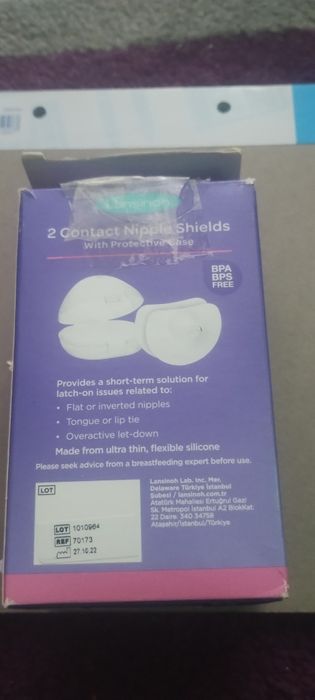 Lansinoh
2 Contact Nipple Shields
With Protective Case
BPA
BPS
FREE
Provides a short-term solution for
latch-on issues related to:
• Flat or inverted nipples
• Tongue or lip tie
• Overactive let-down
Made from ultra thin, flexible silicone
Please seek advice from a breastfeeding expert before use.
LOT
LOT 1010964
REF 70173
27.10.22
Lansinoh Lab. Inc. Mer.
Delaware Türkiye İstanbul
Şubesi / lansinoh.com.tr
Atatürk Mahallesi Ertuğrul Gazi
Sk. Metropol İstanbul A2 BlokKat:
22 Daire: 340 34758
Ataşehir/İstanbul/Türkiye